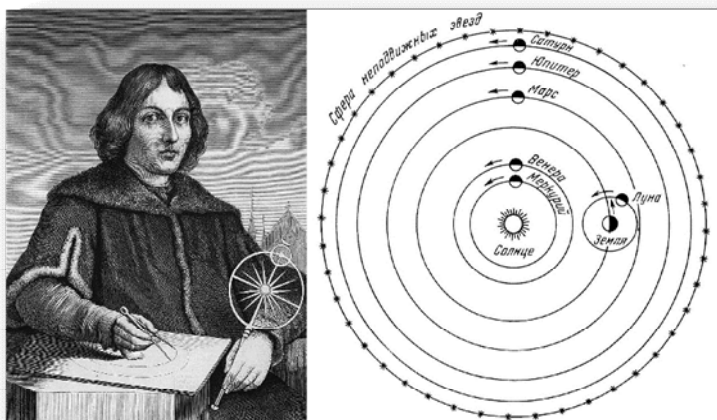 Сфера неподвижных звезд
Сатурн
Юпитер
Марс
Венера
Меркурий
Солнце
Луна
Земля